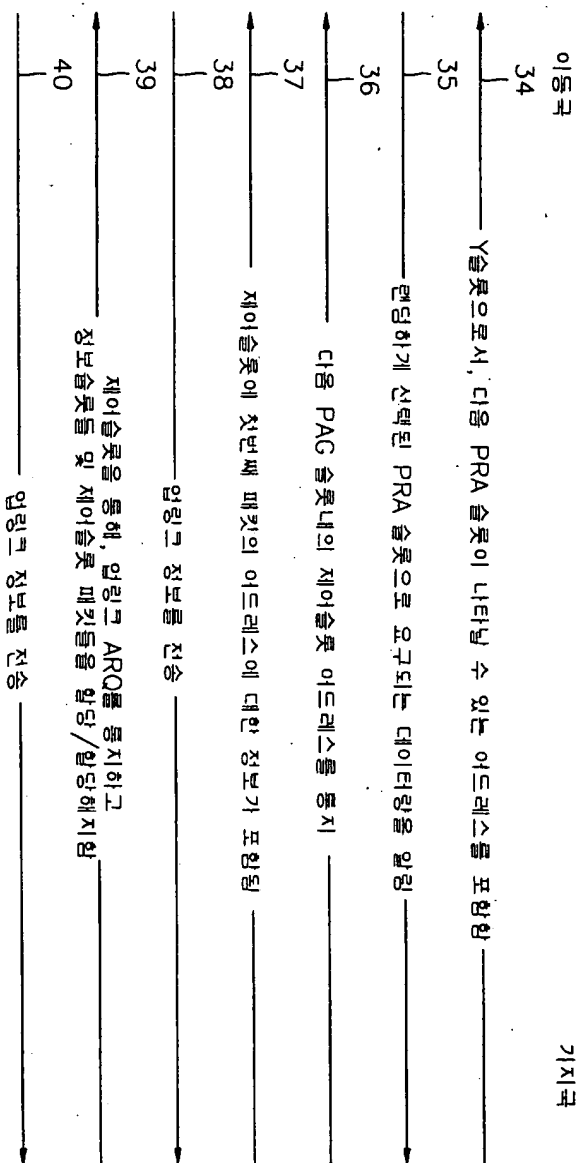 이동국
기지국
34
Y슬롯으로서, 다음 PRA 슬롯이 나타날 수 있는 어드레스를 포함함
35
랜덤하게 선택된 PRA 슬롯으로 요구되는 데이터량을 알림
36
다음 PAG 슬롯내의 제어슬롯 어드레스를 통지
37
제어슬롯에 첫번째 패킷의 어드레스에 대한 정보가 포함됨
38
업링크 정보를 전송
39
제어슬롯을 통해, 업링크 ARQ를 통지하고
정보슬롯들 및 제어슬롯 패킷들을 할당/할당해지함
40
업링크 정보를 전송